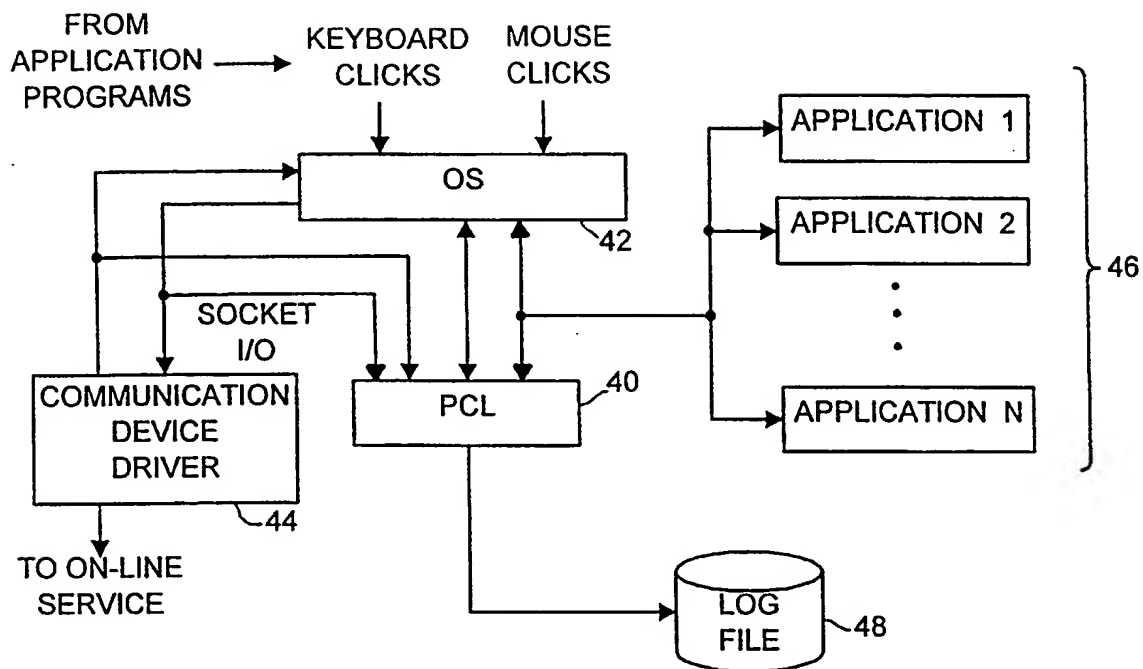 FROM
APPLICATION
PROGRAMS
KEYBOARD
CLICKS
MOUSE
CLICKS
OS
42
APPLICATION 1
APPLICATION 2
APPLICATION N
46
SOCKET
I/O
COMMUNICATION
DEVICE
DRIVER
44
PCL
40
TO ON-LINE
SERVICE
LOG
FILE
48